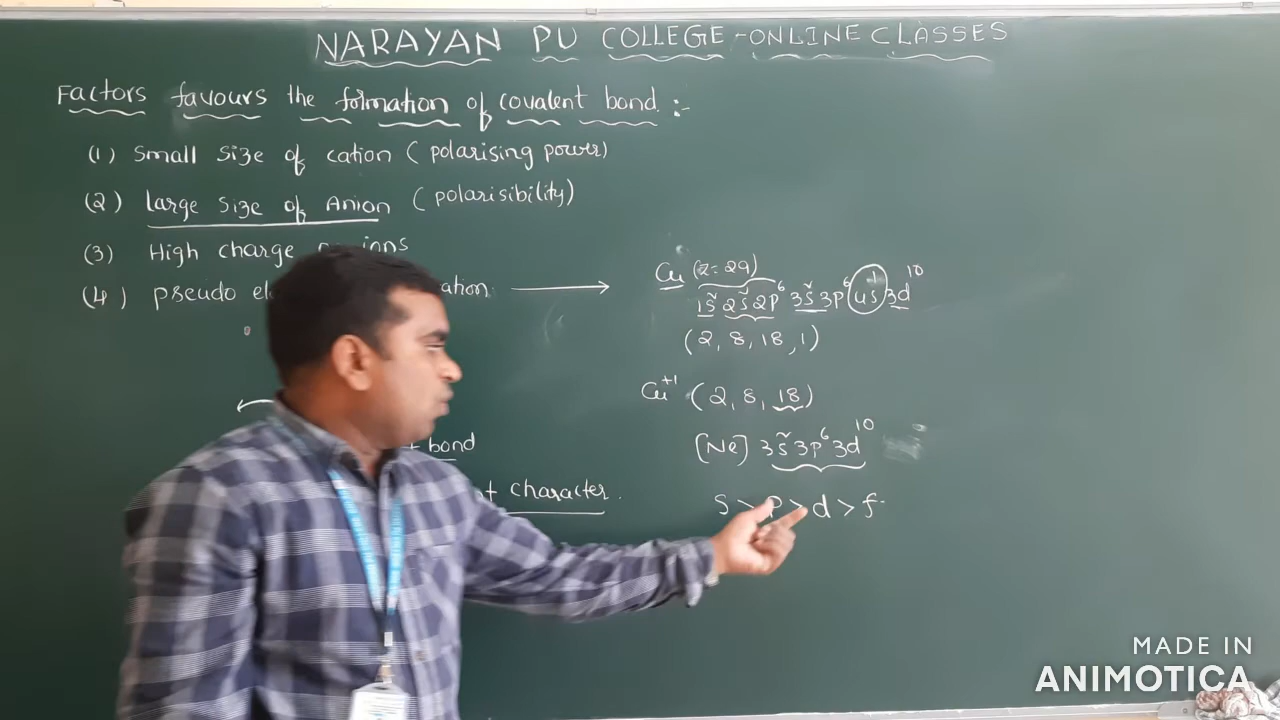 NARAYAN PU COLLEGE - ONLINE CLASSES
Factors favours the formation of covalent bond :-
(1) Small size of cation (polarising power)
(2) large size of Anion (polarisibility)
(3) High charge ions
(4) pseudo
Cu (z=29)
1s² 2s² 2p⁶ 3s² 3p⁶ 4s¹ 3d¹⁰
(2, 8, 18, 1)
Cu⁺¹ (2, 8, 18)
[Ne] 3s² 3p⁶ 3d¹⁰
bond
character.
S > P > d > f
MADE IN
ANIMOTICA